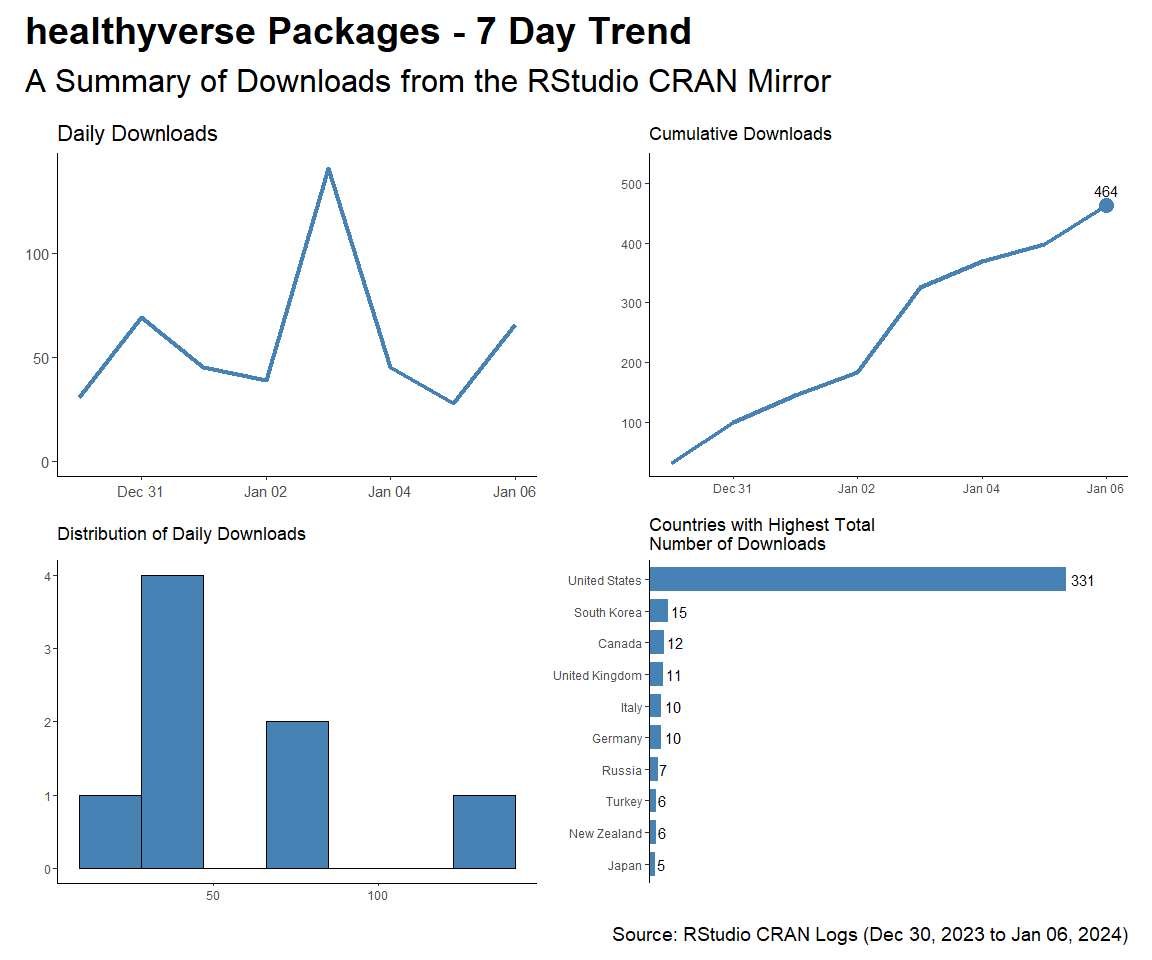 healthyverse Packages - 7 Day Trend
A Summary of Downloads from the RStudio CRAN Mirror
Daily Downloads
100
50
0
Dec 31 Jan 02 Jan 04 Jan 06
Cumulative Downloads
500
400
300
200
100
464
Dec 31 Jan 02 Jan 04 Jan 06
Distribution of Daily Downloads
4
3
2
1
0
50 100
Countries with Highest Total
Number of Downloads
United States 331
South Korea 15
Canada 12
United Kingdom 11
Italy 10
Germany 10
Russia 7
Turkey 6
New Zealand 6
Japan 5
Source: RStudio CRAN Logs (Dec 30, 2023 to Jan 06, 2024)